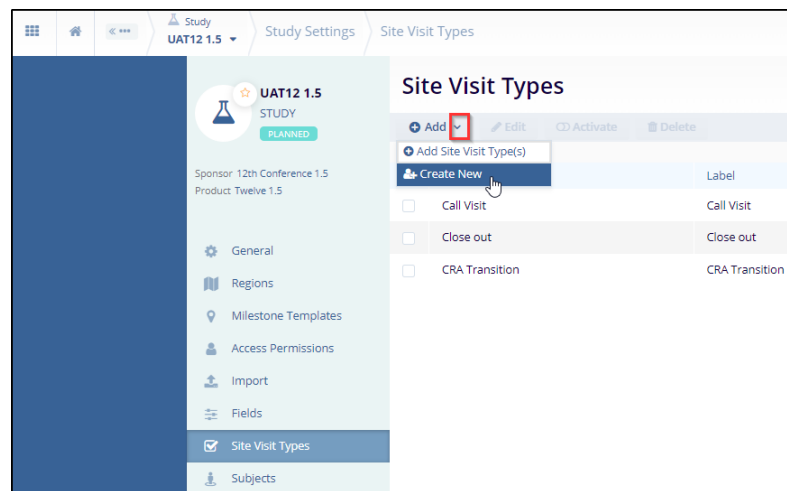 Study
UAT12 1.5
Study Settings
Site Visit Types
UAT12 1.5
STUDY
PLANNED
Sponsor 12th Conference 1.5
Product Twelve 1.5
General
Regions
Milestone Templates
Access Permissions
Import
Fields
Site Visit Types
Subjects
Site Visit Types
Add Edit Activate Delete
Add Site Visit Type(s)
Create New
Label
Call Visit Call Visit
Close out Close out
CRA Transition CRA Transition